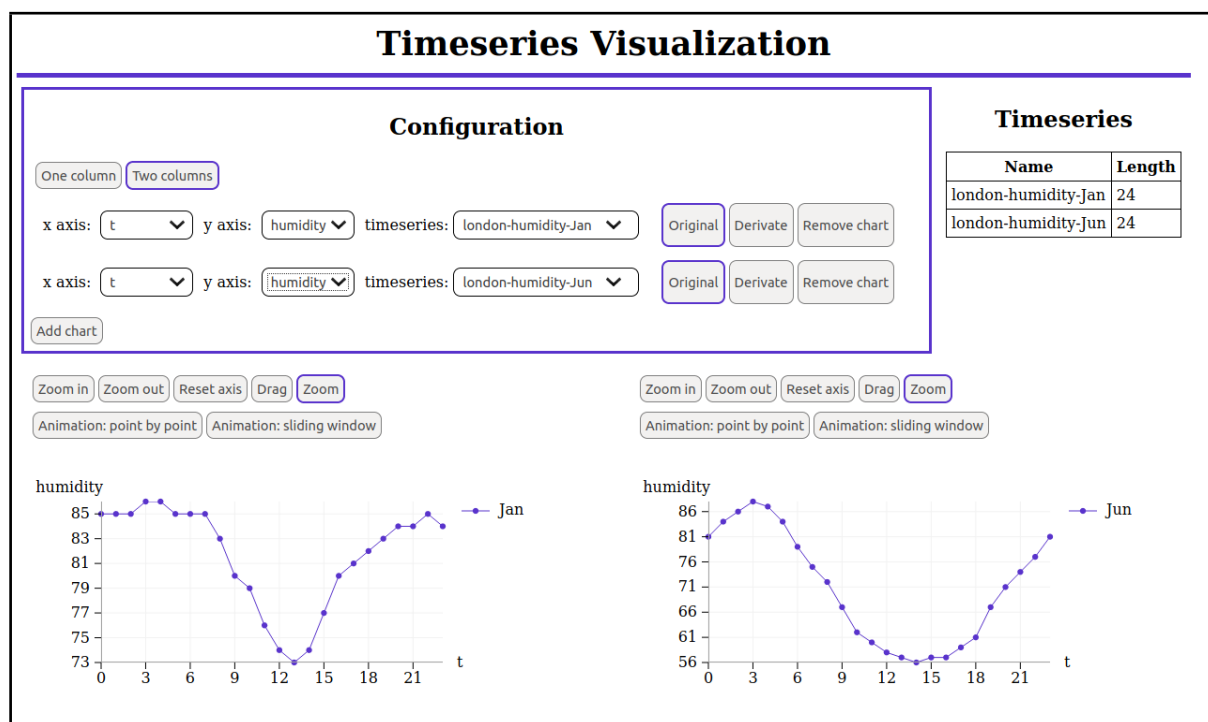 Timeseries Visualization
Configuration
One column Two columns
x axis: t y axis: humidity timeseries: london-humidity-Jan Original Derivate Remove chart
x axis: t y axis: humidity timeseries: london-humidity-Jun Original Derivate Remove chart
Add chart
Timeseries
Name Length
london-humidity-Jan 24
london-humidity-Jun 24
Zoom in Zoom out Reset axis Drag Zoom
Animation: point by point Animation: sliding window
humidity
Jan
85
83
81
79
77
75
73
0 3 6 9 12 15 18 21
t
Zoom in Zoom out Reset axis Drag Zoom
Animation: point by point Animation: sliding window
humidity
Jun
86
81
76
71
66
61
56
0 3 6 9 12 15 18 21
t